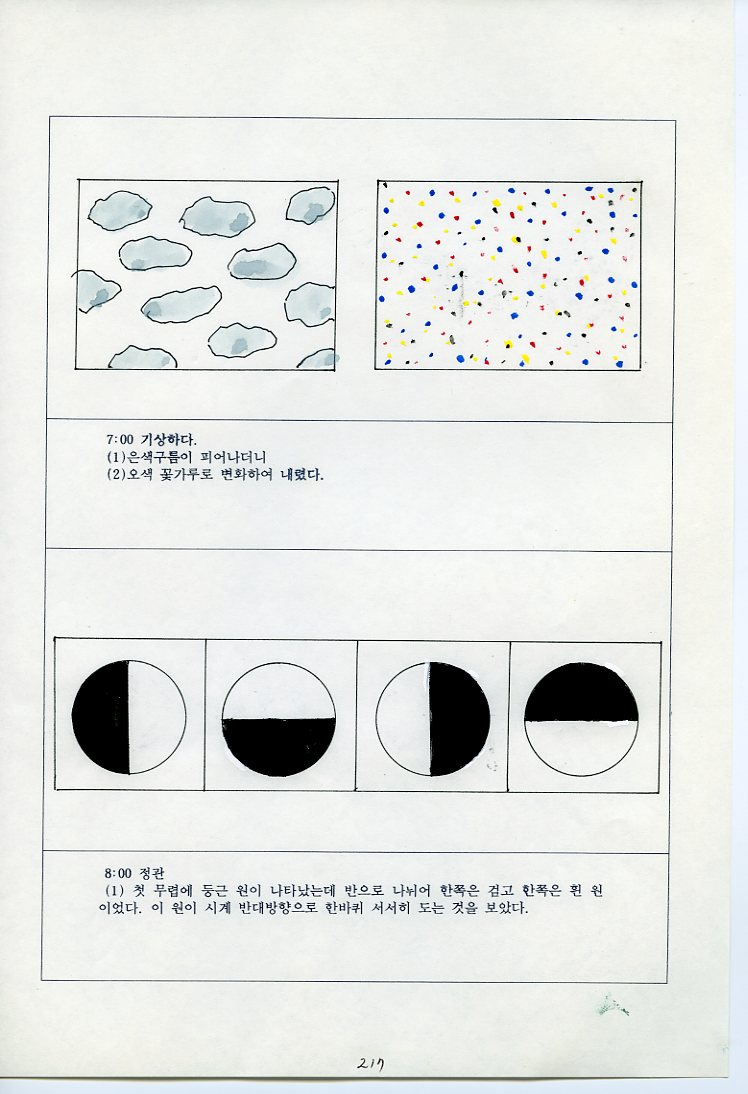 7:00 기상하다.
(1)은색구름이 피어나더니
(2)오색 꽃가루로 변화하여 내렸다.
8:00 정관
(1) 첫 무렵에 둥근 원이 나타났는데 반으로 나뉘어 한쪽은 검고 한쪽은 흰 원
이었다. 이 원이 시계 반대방향으로 한바퀴 서서히 도는 것을 보았다.
217